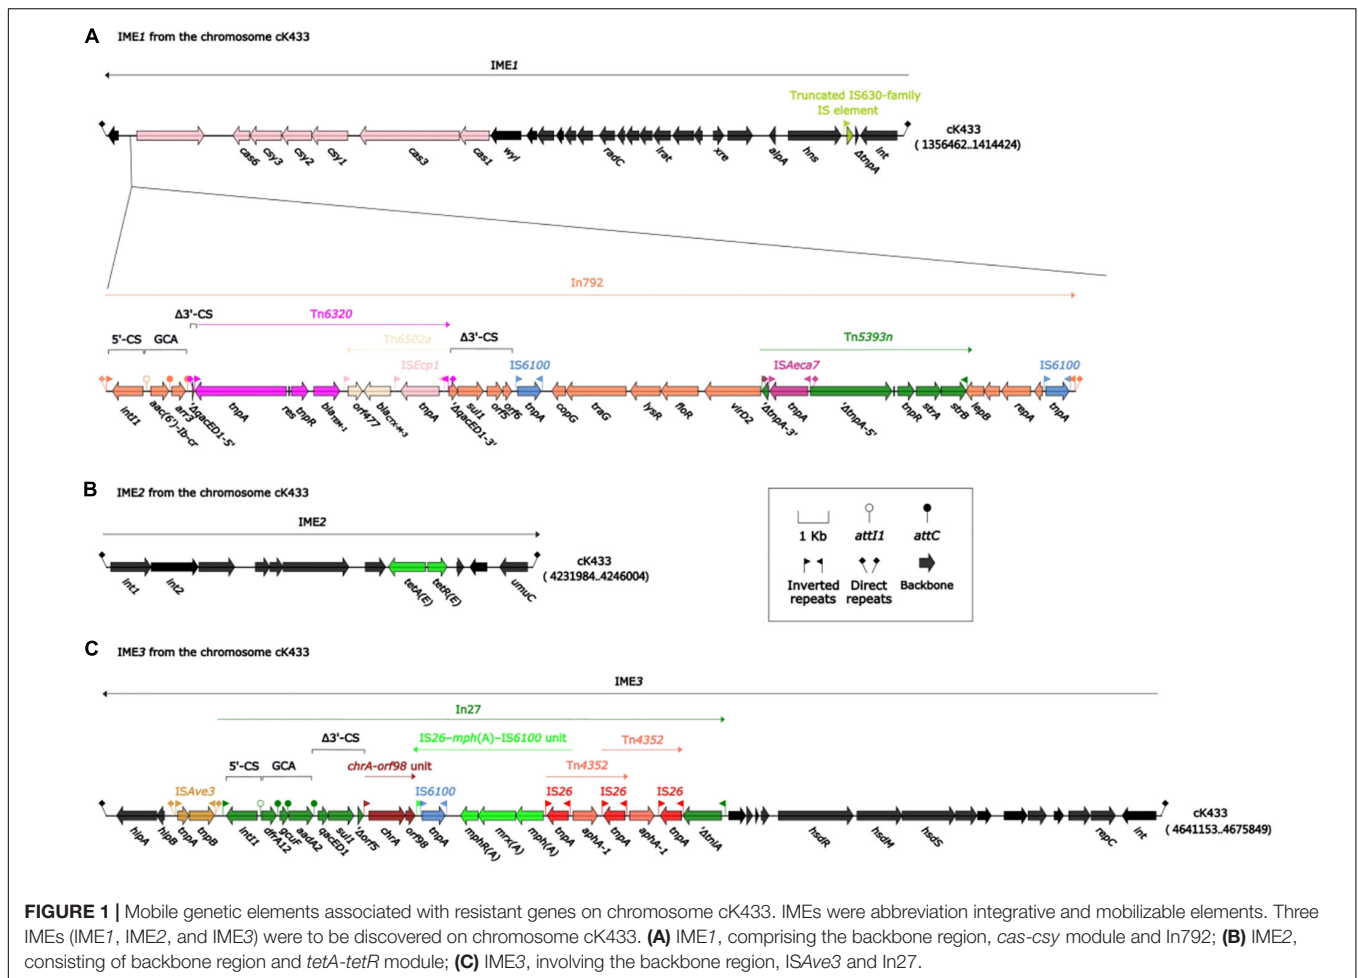 A IME1 from the chromosome cK433
IME1
Truncated IS630-family
IS element
cK433
( 1356462..1414424)
cas6 csy3 csy2 csy1 cas3 cas1 wyl radC lrat xre alpA hns ΔtnpA int
In792
Δ3'-CS Tn6320
5'-CS GCA Tn6502a Δ3'-CS Tn5393n
ISEcp1 IS6100 ISAeca7 IS6100
intI1 aac(6')-Ib-cr arr3 'ΔqacED1-5' tnpA res tnpR blaTEM-1 orf477 blaCTX-M-3 tnpA 'ΔqacED1-3' sul1 orf5 orf6 tnpA copG traG lysR floR virD2 'ΔtnpA-3' tnpA 'ΔtnpA-5' tnpR strA strB lepB repA tnpA
B IME2 from the chromosome cK433
IME2
cK433
( 4231984..4246004)
int1 int2 tetA(E) tetR(E) umuC
1 Kb attI1 attC
Inverted repeats Direct repeats Backbone
C IME3 from the chromosome cK433
IME3
In27
Δ3'-CS IS26–mph(A)–IS6100 unit Tn4352
5'-CS GCA chrA-orf98 unit Tn4352
ISAve3 IS6100 IS26 IS26 IS26
cK433
( 4641153..4675849)
hipA hipB tnpA tnpB intI1 dfrA12 gcuF aadA2 qacED1 sul1 'Δorf5 chrA orf98 tnpA mphR(A) mrx(A) mph(A) tnpA aphA-1 tnpA aphA-1 tnpA 'ΔtniA hsdR hsdM hsdS repC int
FIGURE 1 | Mobile genetic elements associated with resistant genes on chromosome cK433. IMEs were abbreviation integrative and mobilizable elements. Three
IMEs (IME1, IME2, and IME3) were to be discovered on chromosome cK433. (A) IME1, comprising the backbone region, cas-csy module and In792; (B) IME2,
consisting of backbone region and tetA-tetR module; (C) IME3, involving the backbone region, ISAve3 and In27.